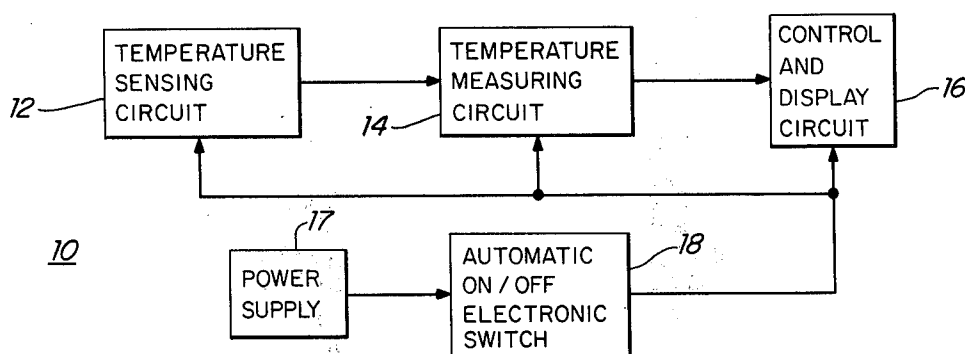 TEMPERATURE
SENSING
CIRCUIT
12
TEMPERATURE
MEASURING
CIRCUIT
14
CONTROL
AND
DISPLAY
CIRCUIT
16
10
17
POWER
SUPPLY
AUTOMATIC
ON / OFF
ELECTRONIC
SWITCH
18